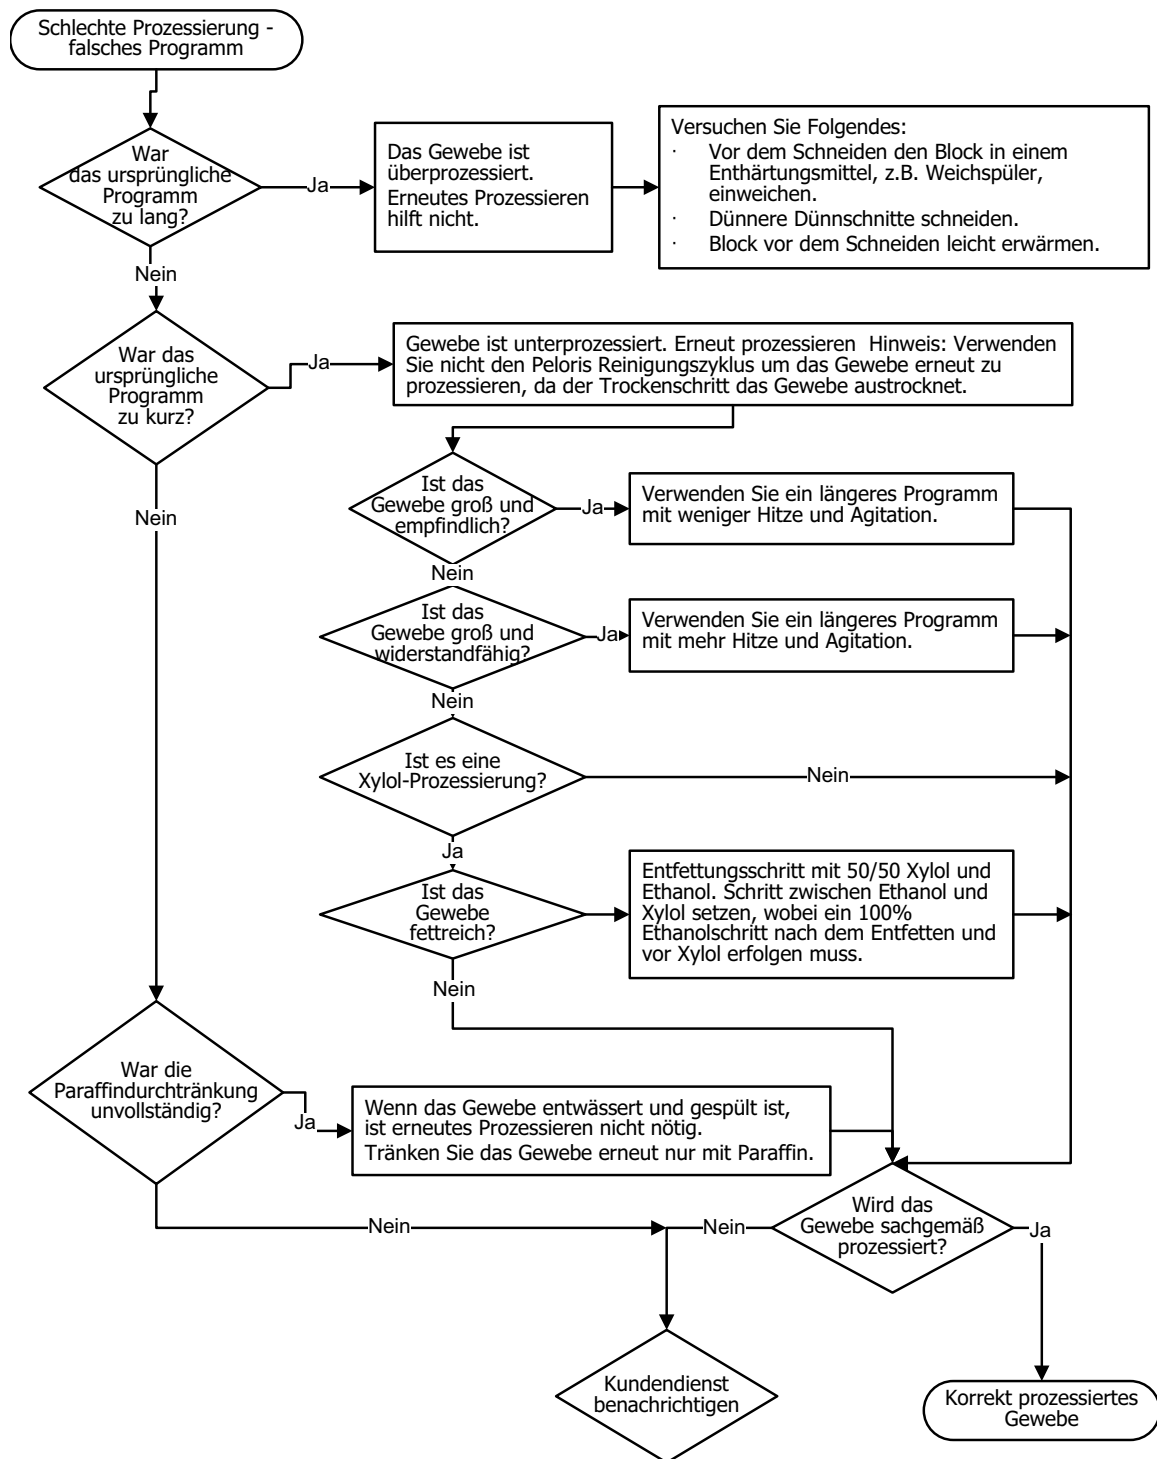 Schlechte Prozessierung -
falsches Programm
War
das ursprüngliche
Programm
zu lang?
Ja
Das Gewebe ist
überprozessiert.
Erneutes Prozessieren
hilft nicht.
Versuchen Sie Folgendes:
· Vor dem Schneiden den Block in einem
Enthärtungsmittel, z.B. Weichspüler,
einweichen.
· Dünnere Dünnschnitte schneiden.
· Block vor dem Schneiden leicht erwärmen.
Nein
War das
ursprüngliche
Programm
zu kurz?
Ja
Gewebe ist unterprozessiert. Erneut prozessieren  Hinweis: Verwenden
Sie nicht den Peloris Reinigungszyklus um das Gewebe erneut zu
prozessieren, da der Trockenschritt das Gewebe austrocknet.
Nein
Ist das
Gewebe groß und
empfindlich?
Ja
Verwenden Sie ein längeres Programm
mit weniger Hitze und Agitation.
Nein
Ist das
Gewebe groß und
widerstandfähig?
Ja
Verwenden Sie ein längeres Programm
mit mehr Hitze und Agitation.
Nein
Ist es eine
Xylol-Prozessierung?
Nein
Ja
Ist das
Gewebe
fettreich?
Entfettungsschritt mit 50/50 Xylol und
Ethanol. Schritt zwischen Ethanol und
Xylol setzen, wobei ein 100%
Ethanolschritt nach dem Entfetten und
vor Xylol erfolgen muss.
Nein
War die
Paraffindurchtränkung
unvollständig?
Ja
Wenn das Gewebe entwässert und gespült ist,
ist erneutes Prozessieren nicht nötig.
Tränken Sie das Gewebe erneut nur mit Paraffin.
Nein
Nein
Wird das
Gewebe sachgemäß
prozessiert?
Ja
Kundendienst
benachrichtigen
Korrekt prozessiertes
Gewebe